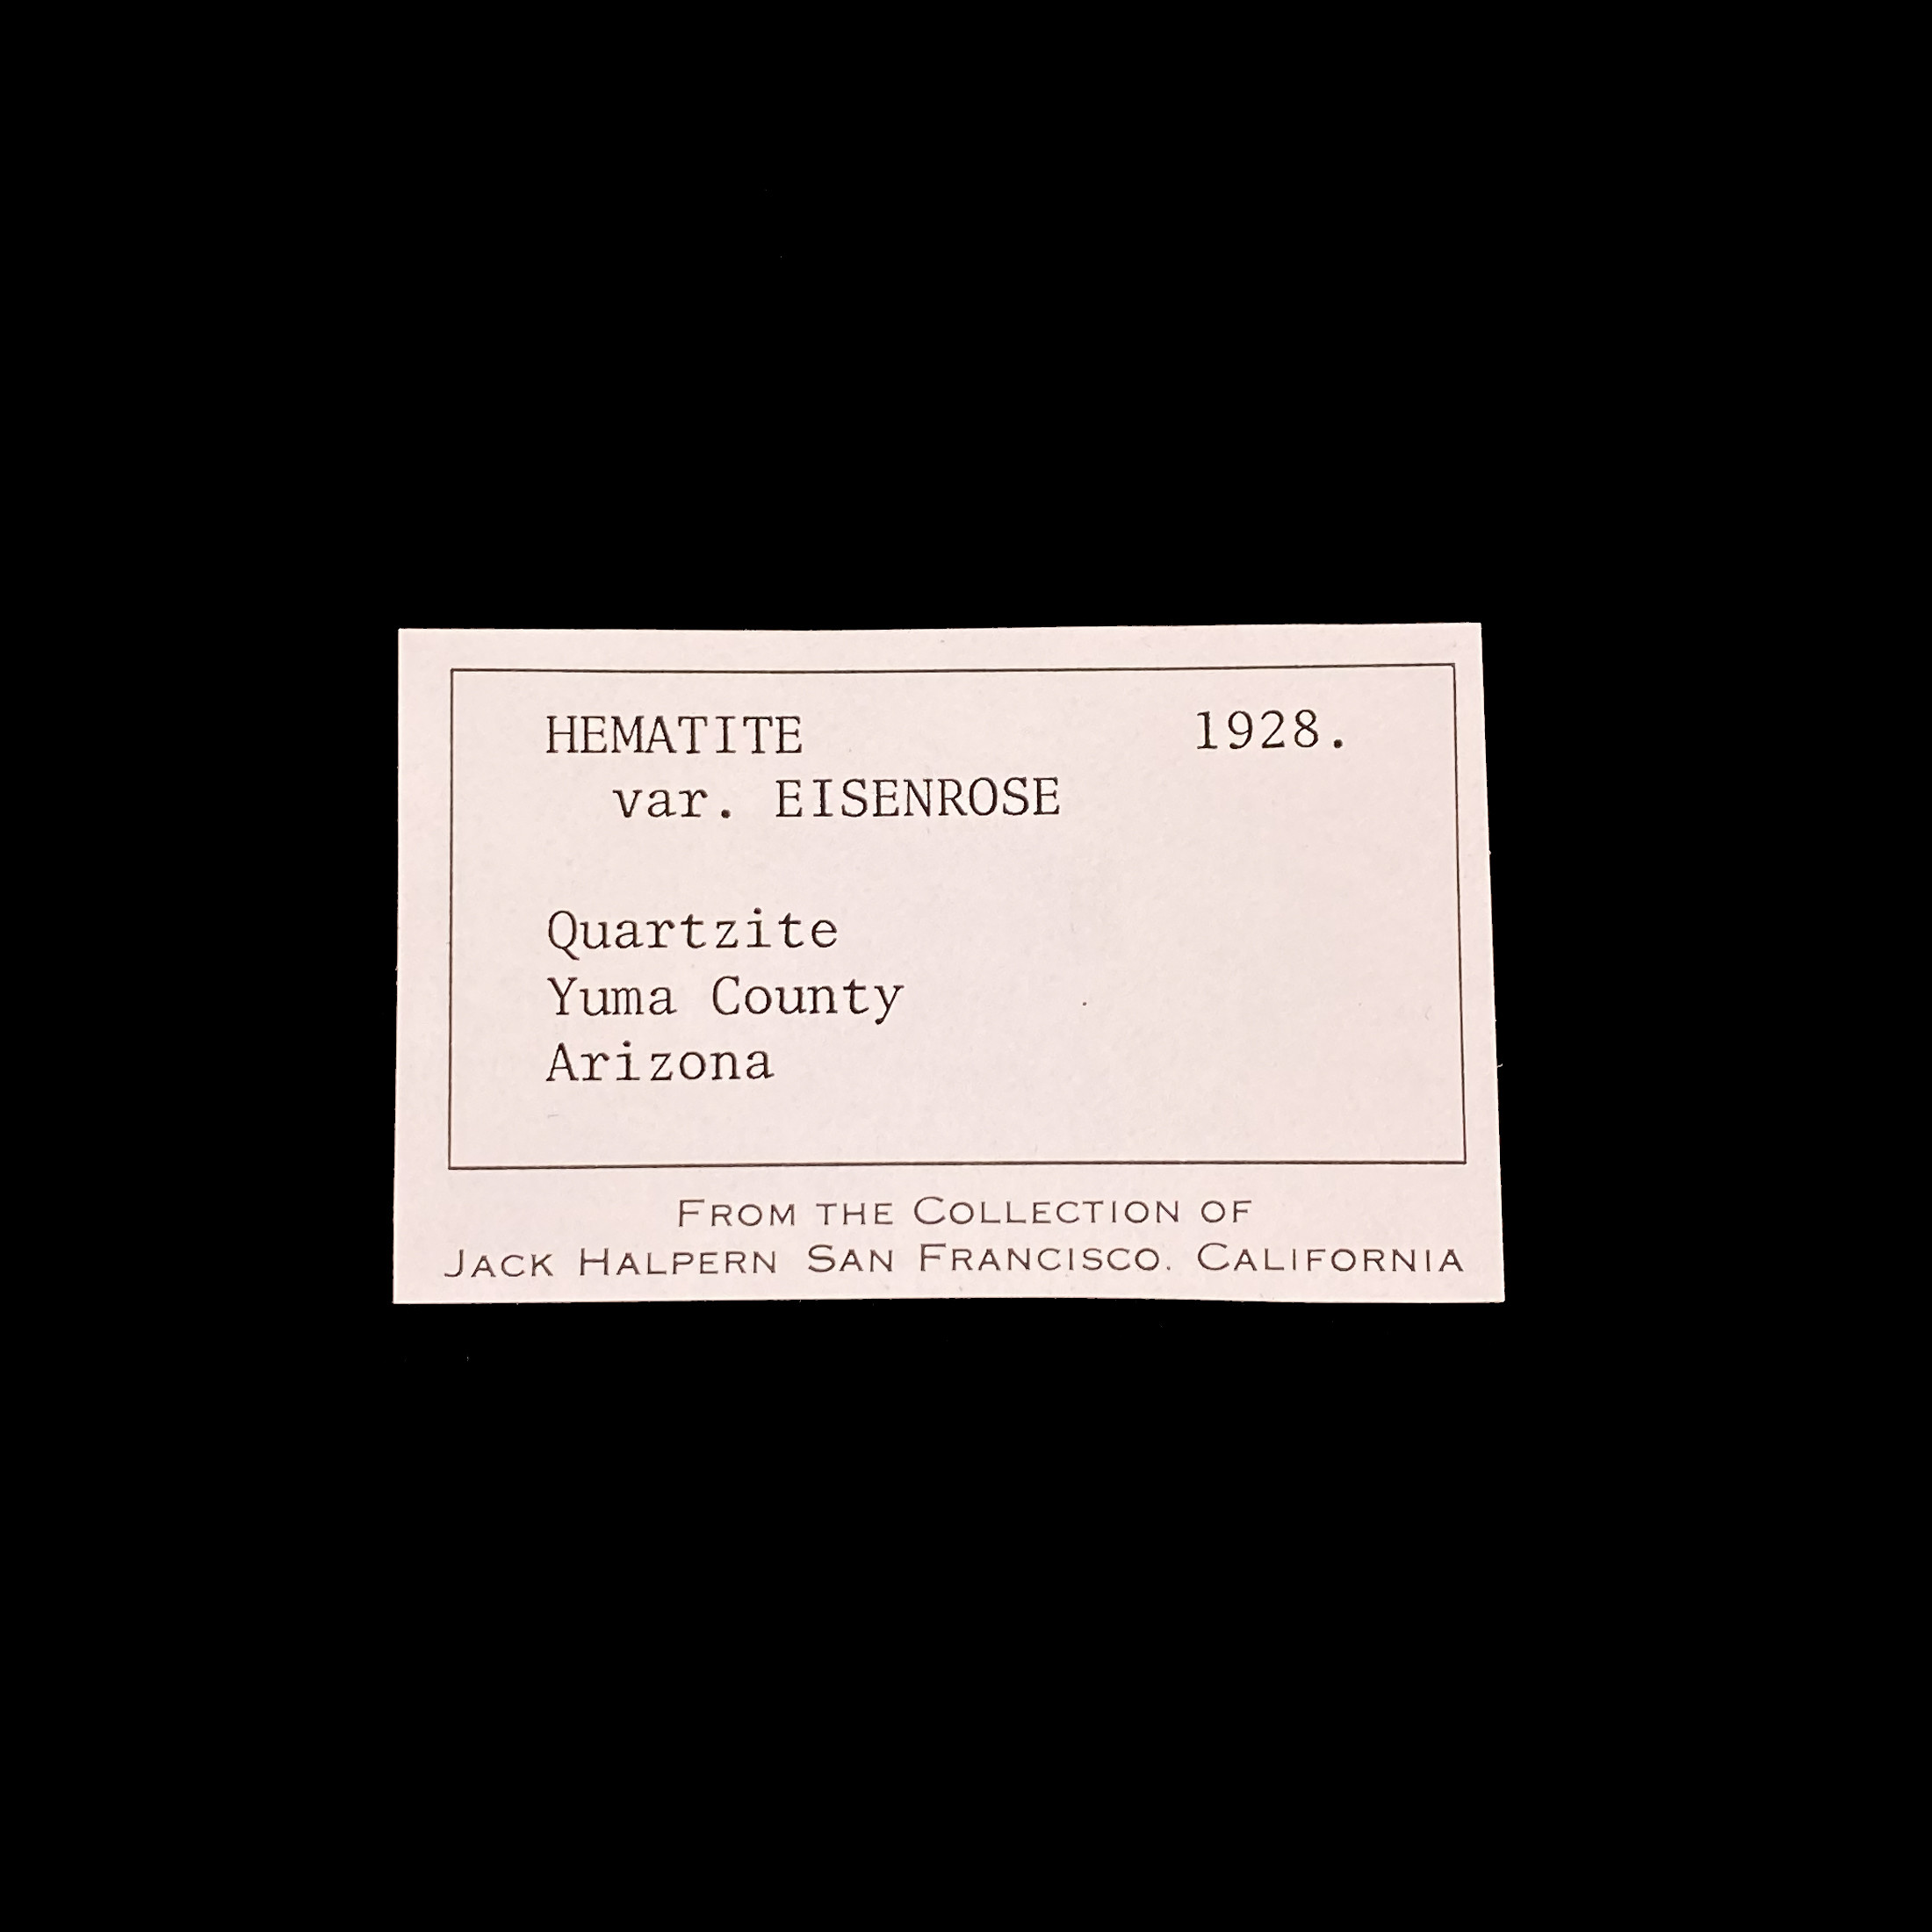 HEMATITE 1928.
var. EISENROSE
Quartzite
Yuma County
Arizona
FROM THE COLLECTION OF
JACK HALPERN SAN FRANCISCO. CALIFORNIA